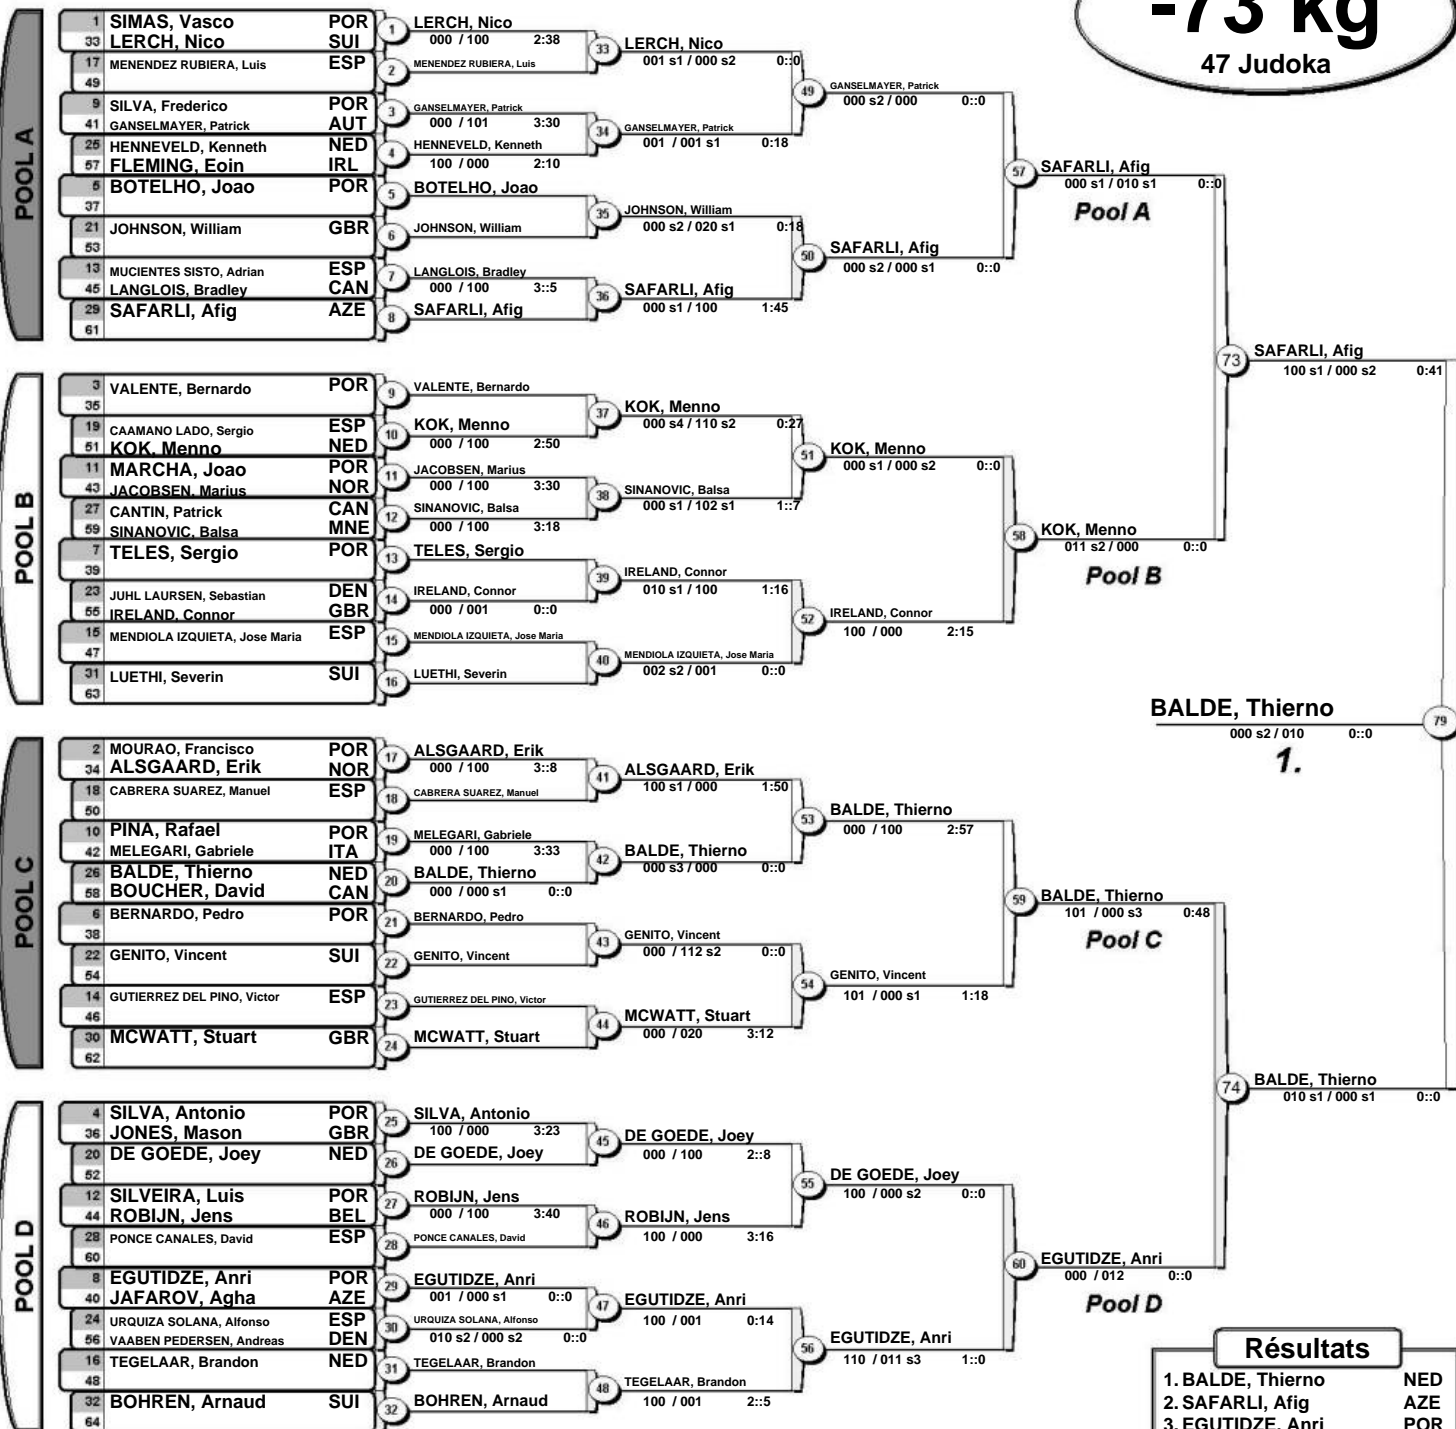 -73 kg
47 Judoka
POOL A
1 SIMAS, Vasco POR
33 LERCH, Nico SUI
17 MENENDEZ RUBIERA, Luis ESP
49
9 SILVA, Frederico POR
41 GANSELMAYER, Patrick AUT
25 HENNEVELD, Kenneth NED
57 FLEMING, Eoin IRL
5 BOTELHO, Joao POR
37
21 JOHNSON, William GBR
53
13 MUCIENTES SISTO, Adrian ESP
45 LANGLOIS, Bradley CAN
29 SAFARLI, Afig AZE
61
1 LERCH, Nico
000 / 100 2:38
2 MENENDEZ RUBIERA, Luis
3 GANSELMAYER, Patrick
000 / 101 3:30
4 HENNEVELD, Kenneth
100 / 000 2:10
5 BOTELHO, Joao
6 JOHNSON, William
7 LANGLOIS, Bradley
000 / 100 3::5
8 SAFARLI, Afig
33 LERCH, Nico
001 s1 / 000 s2 0::0
34 GANSELMAYER, Patrick
001 / 001 s1 0:18
35 JOHNSON, William
000 s2 / 020 s1 0:18
36 SAFARLI, Afig
000 s1 / 100 1:45
49 GANSELMAYER, Patrick
000 s2 / 000 0::0
50 SAFARLI, Afig
000 s2 / 000 s1 0::0
57 SAFARLI, Afig
000 s1 / 010 s1 0::0
Pool A
POOL B
3 VALENTE, Bernardo POR
35
19 CAAMANO LADO, Sergio ESP
51 KOK, Menno NED
11 MARCHA, Joao POR
43 JACOBSEN, Marius NOR
27 CANTIN, Patrick CAN
59 SINANOVIC, Balsa MNE
7 TELES, Sergio POR
39
23 JUHL LAURSEN, Sebastian DEN
55 IRELAND, Connor GBR
15 MENDIOLA IZQUIETA, Jose Maria ESP
47
31 LUETHI, Severin SUI
63
9 VALENTE, Bernardo
10 KOK, Menno
000 / 100 2:50
11 JACOBSEN, Marius
000 / 100 3:30
12 SINANOVIC, Balsa
000 / 100 3:18
13 TELES, Sergio
14 IRELAND, Connor
000 / 001 0::0
15 MENDIOLA IZQUIETA, Jose Maria
16 LUETHI, Severin
37 KOK, Menno
000 s4 / 110 s2 0:27
38 SINANOVIC, Balsa
000 s1 / 102 s1 1::7
39 IRELAND, Connor
010 s1 / 100 1:16
40 MENDIOLA IZQUIETA, Jose Maria
002 s2 / 001 0::0
51 KOK, Menno
000 s1 / 000 s2 0::0
52 IRELAND, Connor
100 / 000 2:15
58 KOK, Menno
011 s2 / 000 0::0
Pool B
73 SAFARLI, Afig
100 s1 / 000 s2 0:41
BALDE, Thierno 79
000 s2 / 010 0::0
1.
POOL C
2 MOURAO, Francisco POR
34 ALSGAARD, Erik NOR
18 CABRERA SUAREZ, Manuel ESP
50
10 PINA, Rafael POR
42 MELEGARI, Gabriele ITA
26 BALDE, Thierno NED
58 BOUCHER, David CAN
6 BERNARDO, Pedro POR
38
22 GENITO, Vincent SUI
54
14 GUTIERREZ DEL PINO, Victor ESP
46
30 MCWATT, Stuart GBR
62
17 ALSGAARD, Erik
000 / 100 3::8
18 CABRERA SUAREZ, Manuel
19 MELEGARI, Gabriele
000 / 100 3:33
20 BALDE, Thierno
000 / 000 s1 0::0
21 BERNARDO, Pedro
22 GENITO, Vincent
23 GUTIERREZ DEL PINO, Victor
24 MCWATT, Stuart
41 ALSGAARD, Erik
100 s1 / 000 1:50
42 BALDE, Thierno
000 s3 / 000 0::0
43 GENITO, Vincent
000 / 112 s2 0::0
44 MCWATT, Stuart
000 / 020 3:12
53 BALDE, Thierno
000 / 100 2:57
54 GENITO, Vincent
101 / 000 s1 1:18
59 BALDE, Thierno
101 / 000 s3 0:48
Pool C
POOL D
4 SILVA, Antonio POR
36 JONES, Mason GBR
20 DE GOEDE, Joey NED
52
12 SILVEIRA, Luis POR
44 ROBIJN, Jens BEL
28 PONCE CANALES, David ESP
60
8 EGUTIDZE, Anri POR
40 JAFAROV, Agha AZE
24 URQUIZA SOLANA, Alfonso ESP
56 VAABEN PEDERSEN, Andreas DEN
16 TEGELAAR, Brandon NED
48
32 BOHREN, Arnaud SUI
64
25 SILVA, Antonio
100 / 000 3:23
26 DE GOEDE, Joey
27 ROBIJN, Jens
000 / 100 3:40
28 PONCE CANALES, David
29 EGUTIDZE, Anri
001 / 000 s1 0::0
30 URQUIZA SOLANA, Alfonso
010 s2 / 000 s2 0::0
31 TEGELAAR, Brandon
32 BOHREN, Arnaud
45 DE GOEDE, Joey
000 / 100 2::8
46 ROBIJN, Jens
100 / 000 3:16
47 EGUTIDZE, Anri
100 / 001 0:14
48 TEGELAAR, Brandon
100 / 001 2::5
55 DE GOEDE, Joey
100 / 000 s2 0::0
56 EGUTIDZE, Anri
110 / 011 s3 1::0
60 EGUTIDZE, Anri
000 / 012 0::0
Pool D
74 BALDE, Thierno
010 s1 / 000 s1 0::0
Résultats
1. BALDE, Thierno NED
2. SAFARLI, Afig AZE
3. EGUTIDZE, Anri POR